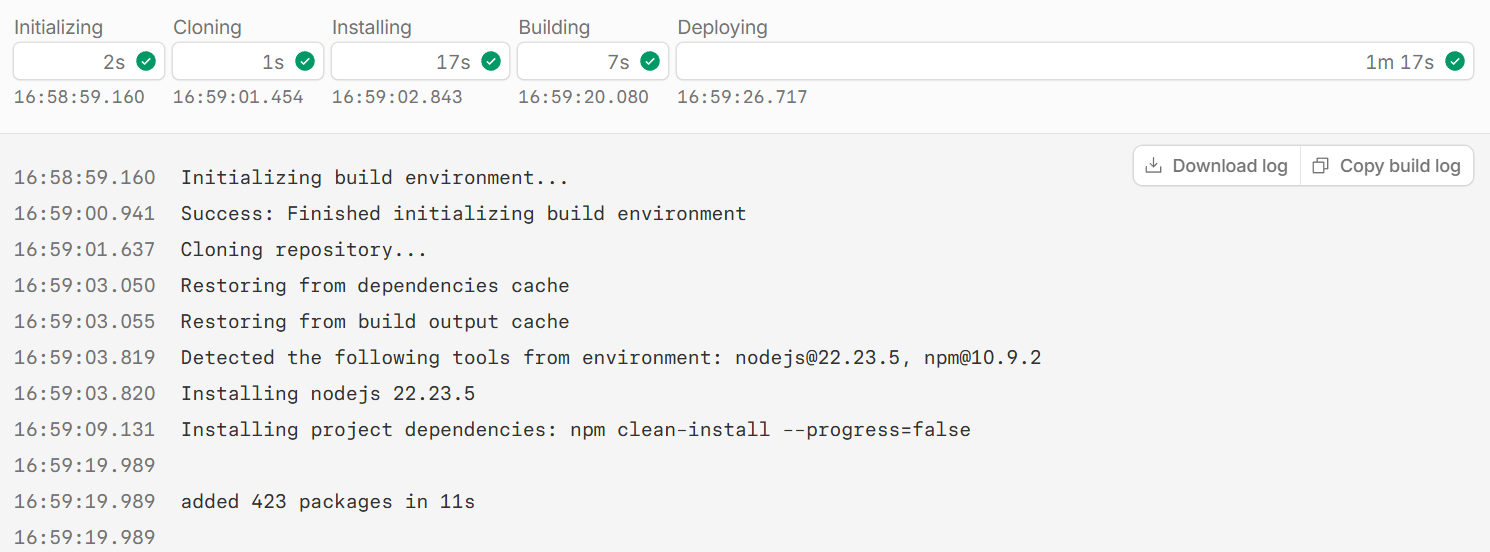 Initializing Cloning Installing Building Deploying
2s 1s 17s 7s 1m 17s
16:58:59.160 16:59:01.454 16:59:02.843 16:59:20.080 16:59:26.717
Download log Copy build log
16:58:59.160 Initializing build environment...
16:59:00.941 Success: Finished initializing build environment
16:59:01.637 Cloning repository...
16:59:03.050 Restoring from dependencies cache
16:59:03.055 Restoring from build output cache
16:59:03.819 Detected the following tools from environment: nodejs@22.23.5, npm@10.9.2
16:59:03.820 Installing nodejs 22.23.5
16:59:09.131 Installing project dependencies: npm clean-install --progress=false
16:59:19.989
16:59:19.989 added 423 packages in 11s
16:59:19.989